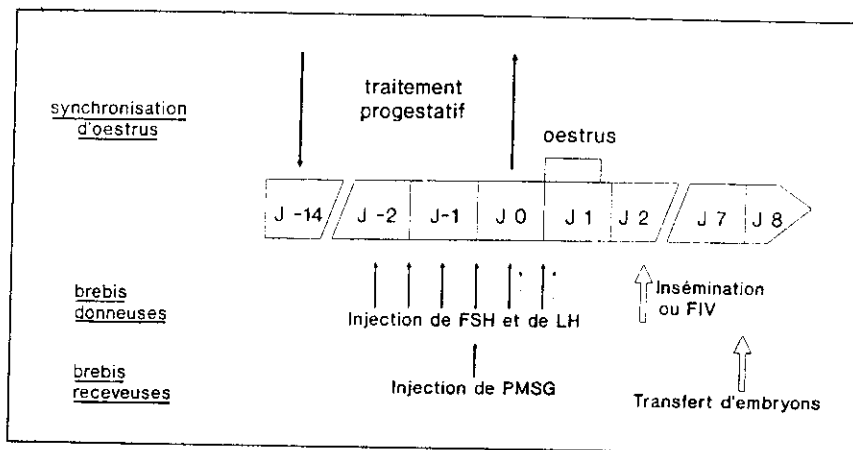 synchronisation
d'oestrus
traitement
progestatif
oestrus
J -14
J -2
J-1
J 0
J 1
J 2
J 7
J 8
brebis
donneuses
Injection de FSH et de LH
Insémination
ou FIV
brebis
receveuses
Injection de PMSG
Transfert d'embryons